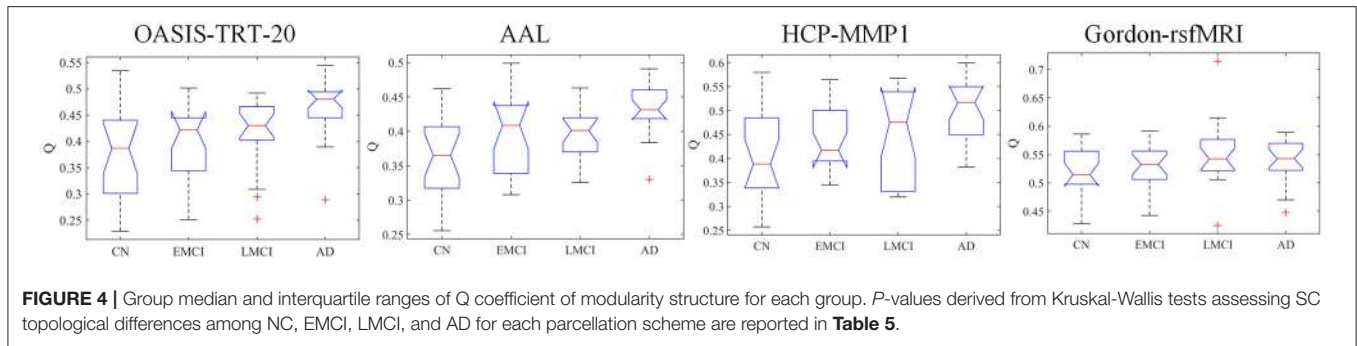 OASIS-TRT-20 AAL HCP-MMP1 Gordon-rsfMRI
Q
0.55
0.5
0.45
0.4
0.35
0.3
0.25
CN EMCI LMCI AD
Q
0.5
0.45
0.4
0.35
0.3
0.25
CN EMCI LMCI AD
Q
0.6
0.55
0.5
0.45
0.4
0.35
0.3
0.25
CN EMCI LMCI AD
Q
0.7
0.65
0.6
0.55
0.5
0.45
CN EMCI LMCI AD
FIGURE 4 | Group median and interquartile ranges of Q coefficient of modularity structure for each group. P-values derived from Kruskal-Wallis tests assessing SC
topological differences among NC, EMCI, LMCI, and AD for each parcellation scheme are reported in Table 5.